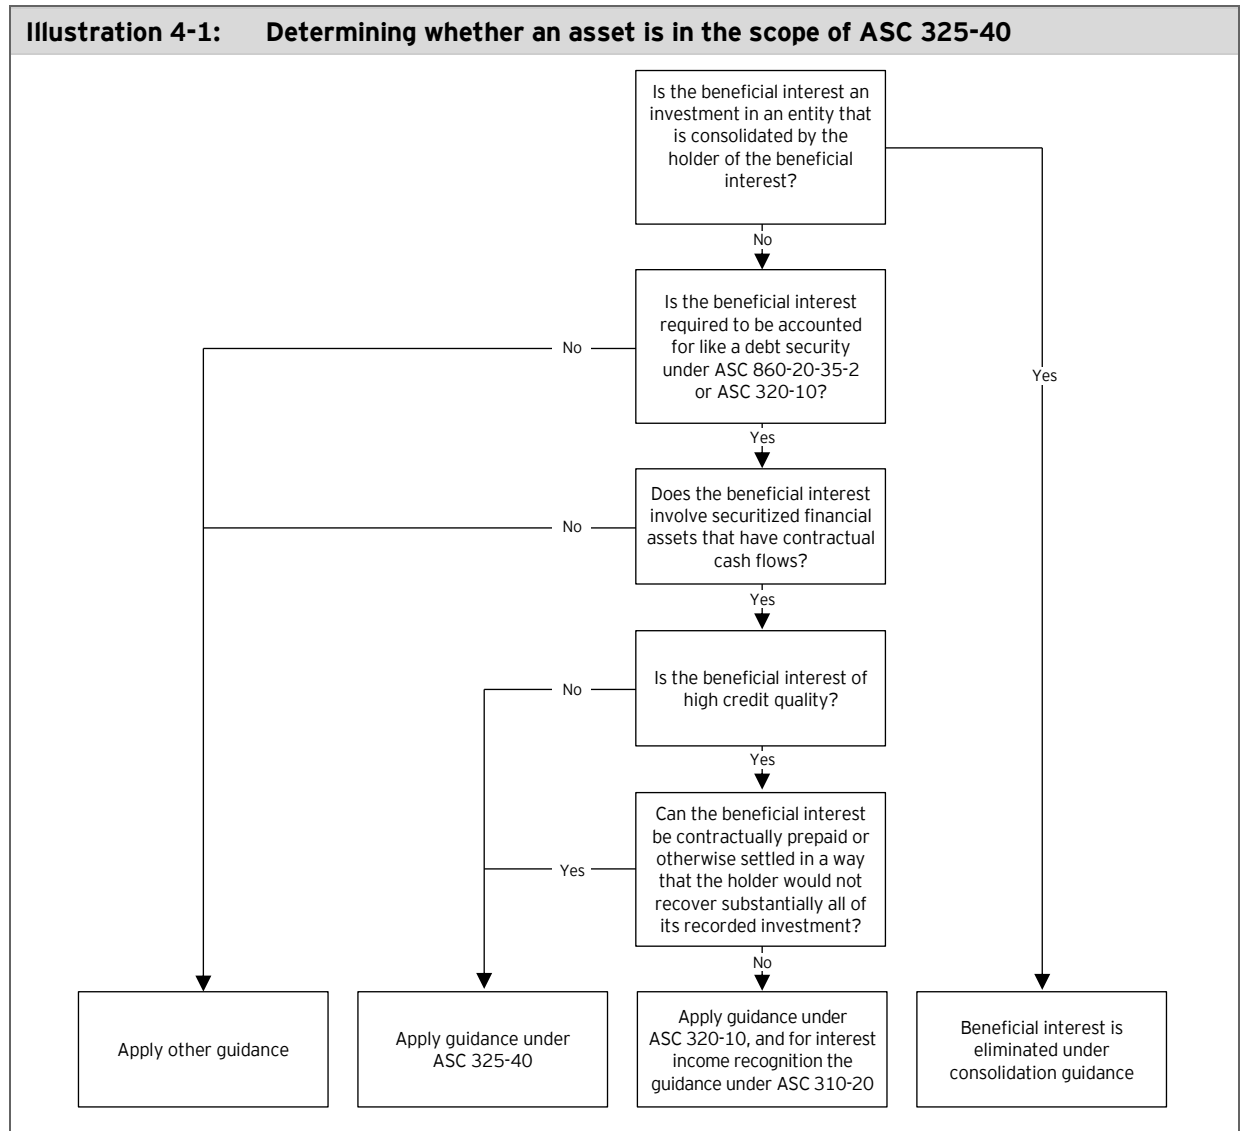 Illustration 4-1: Determining whether an asset is in the scope of ASC 325-40
Is the beneficial interest an
investment in an entity that
is consolidated by the
holder of the beneficial
interest?
No
Is the beneficial interest
required to be accounted
for like a debt security
under ASC 860-20-35-2
or ASC 320-10?
No
Yes
Yes
Does the beneficial interest
involve securitized financial
assets that have contractual
cash flows?
No
Yes
Is the beneficial interest of
high credit quality?
No
Yes
Can the beneficial interest
be contractually prepaid or
otherwise settled in a way
that the holder would not
recover substantially all of
its recorded investment?
Yes
No
Apply other guidance
Apply guidance under
ASC 325-40
Apply guidance under
ASC 320-10, and for interest
income recognition the
guidance under ASC 310-20
Beneficial interest is
eliminated under
consolidation guidance